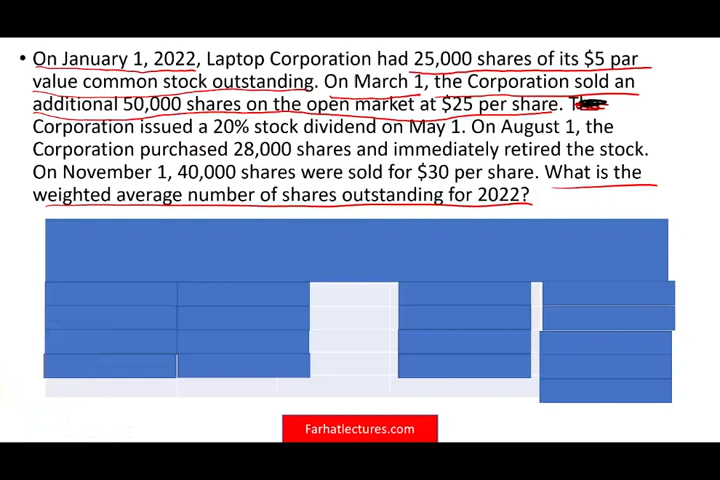 • On January 1, 2022, Laptop Corporation had 25,000 shares of its $5 par
value common stock outstanding. On March 1, the Corporation sold an
additional 50,000 shares on the open market at $25 per share.
Corporation issued a 20% stock dividend on May 1. On August 1, the
Corporation purchased 28,000 shares and immediately retired the stock.
On November 1, 40,000 shares were sold for $30 per share. What is the
weighted average number of shares outstanding for 2022?
Farhatlectures.com